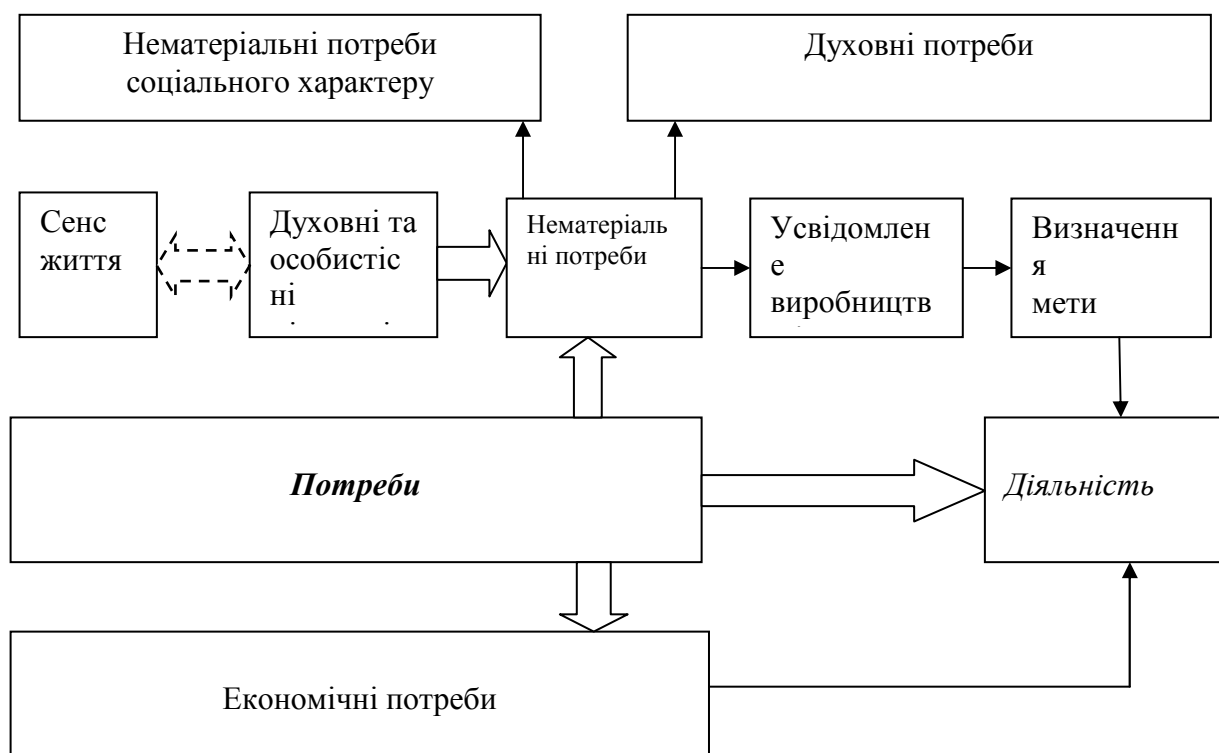 Нематеріальні потреби
соціального характеру
Духовні потреби
Сенс
життя
Духовні та
особистіс
ні
Нематеріаль
ні потреби
Усвідомлен
е
виробництв
Визначенн
я
мети
Потреби
Діяльність
Економічні потреби